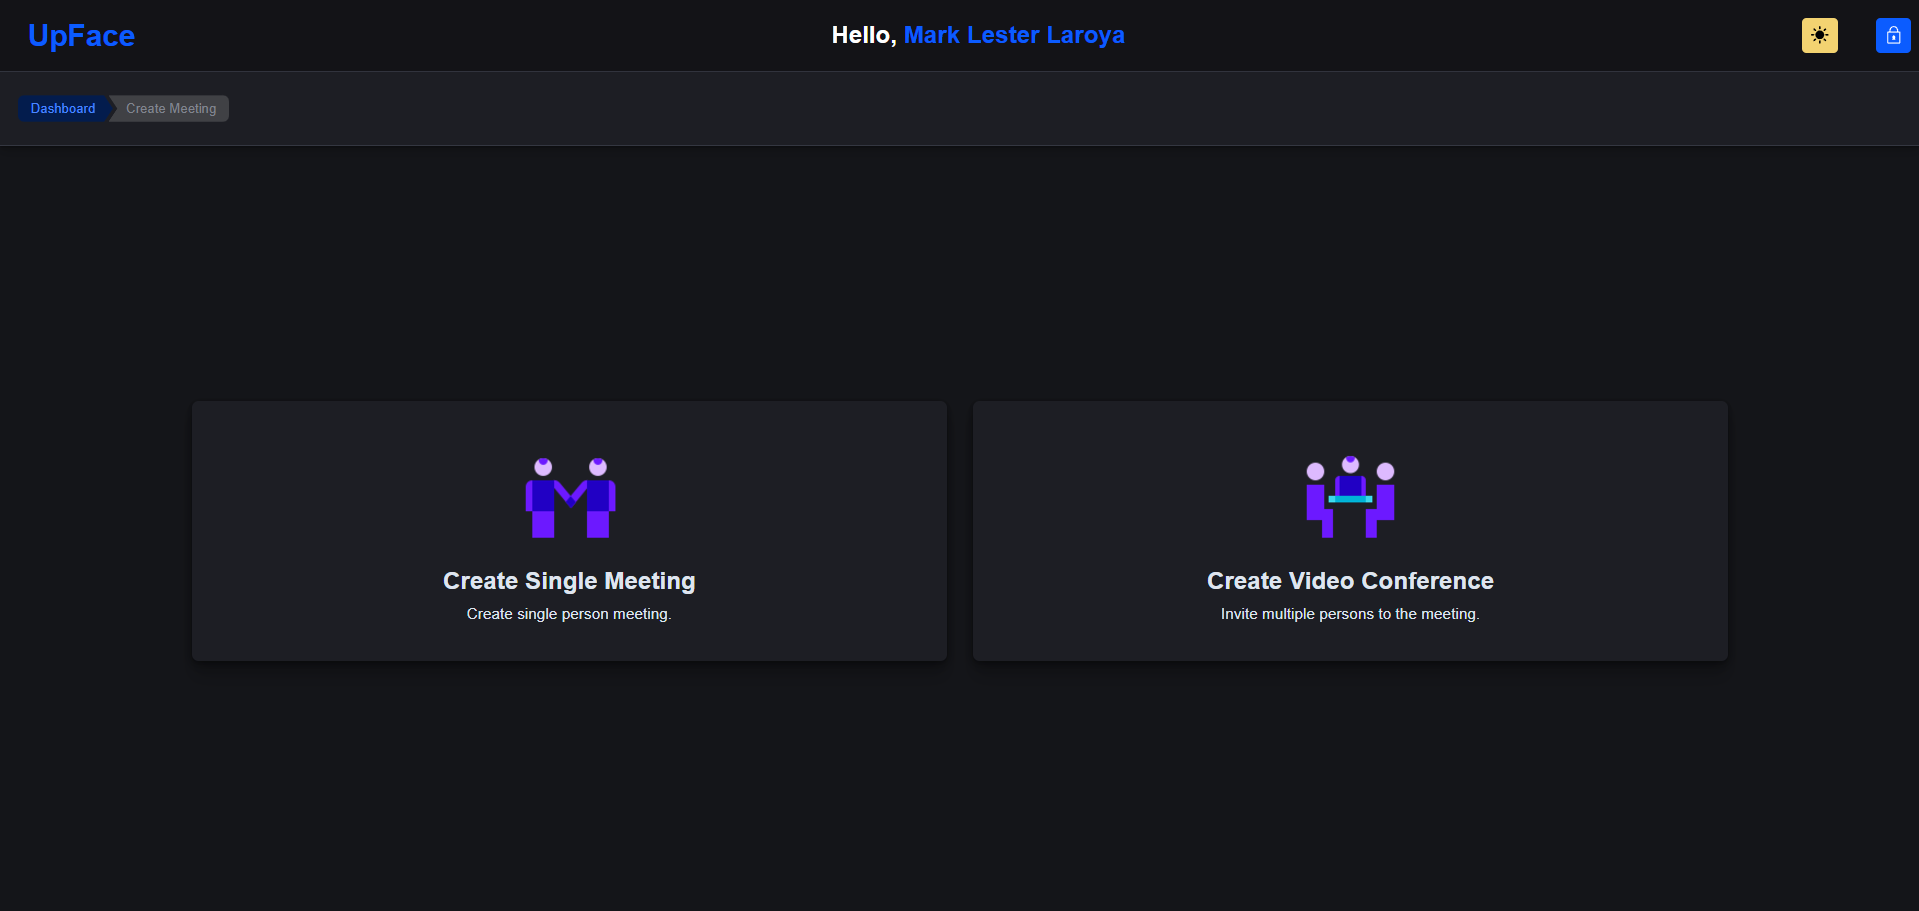 UpFace
Hello, Mark Lester Laroya
Dashboard
Create Meeting
Create Single Meeting
Create single person meeting.
Create Video Conference
Invite multiple persons to the meeting.